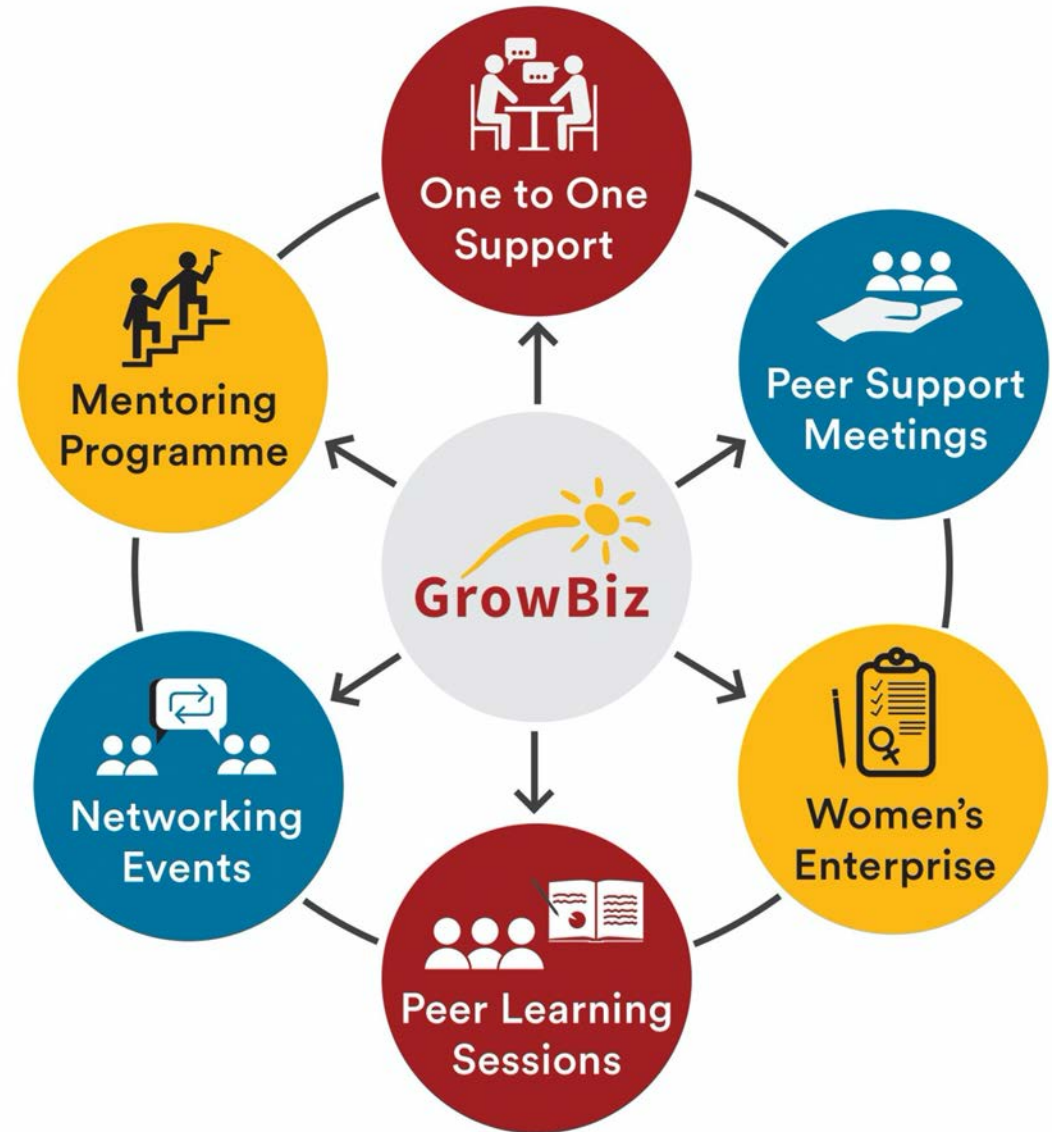 One to One
Support
Peer Support
Meetings
Women's
Enterprise
Peer Learning
Sessions
Networking
Events
Mentoring
Programme
GrowBiz